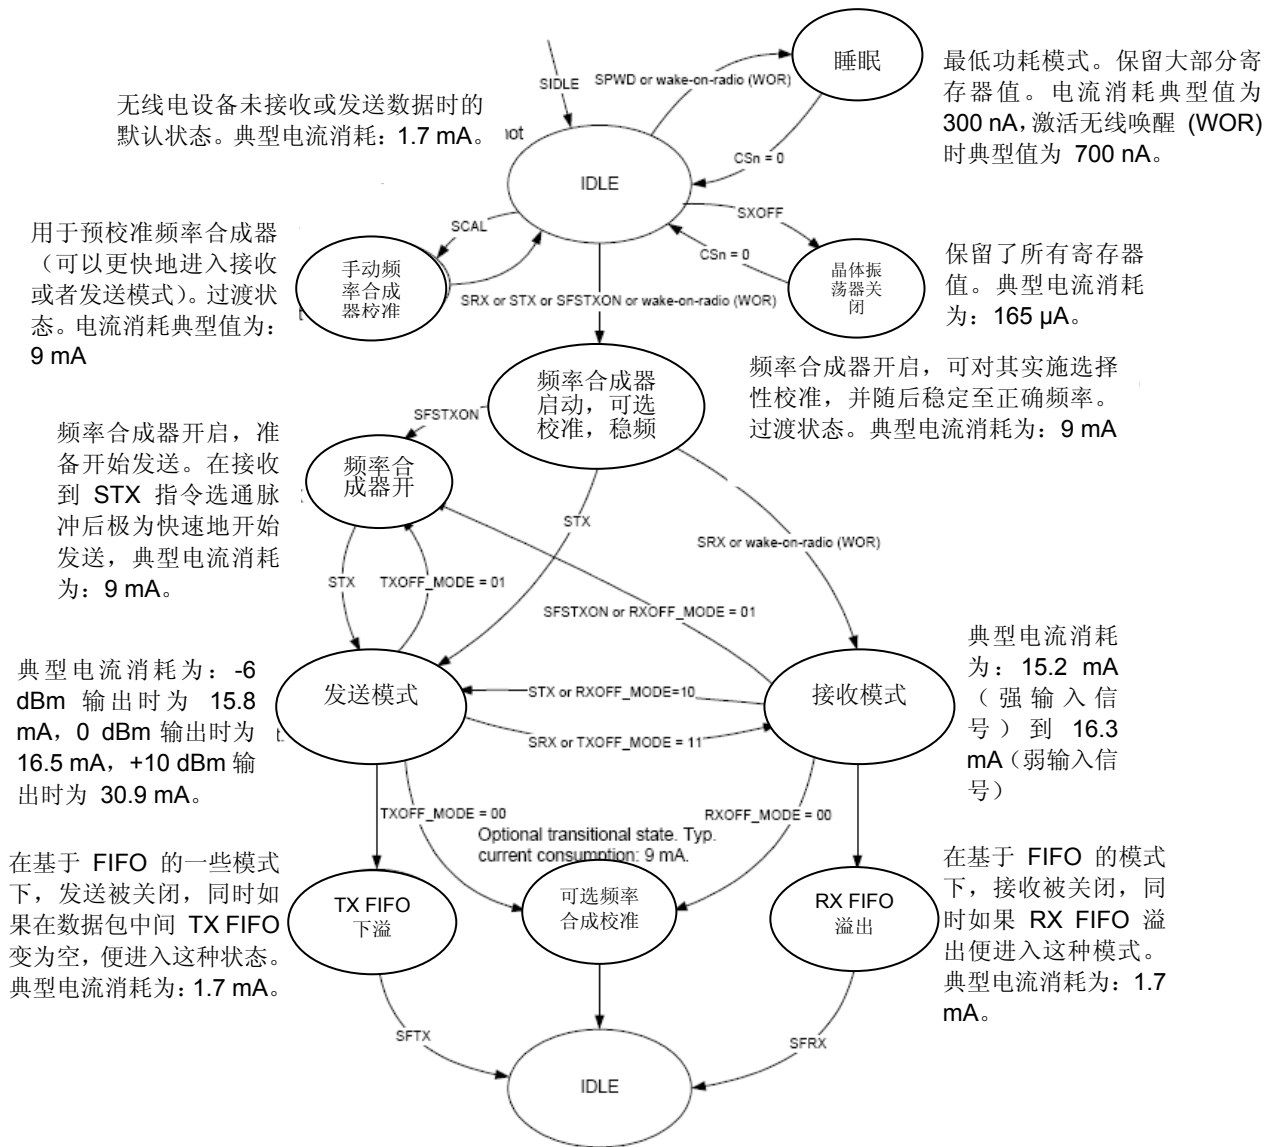 睡眠
最低功耗模式。保留大部分寄
存器值。电流消耗典型值为
300 nA，激活无线唤醒 (WOR)
时典型值为 700 nA。
SIDLE
SPWD or wake-on-radio (WOR)
CSn = 0
无线电设备未接收或发送数据时的
默认状态。典型电流消耗：1.7 mA。
IDLE
SCAL
SXOFF
CSn = 0
用于预校准频率合成器
（可以更快地进入接收
或者发送模式）。过渡状
态。电流消耗典型值为：
9 mA
手动频
率合成
器校准
晶体振
荡器关
闭
保留了所有寄存器
值。典型电流消耗
为：165 µA。
SRX or STX or SFSTXON or wake-on-radio (WOR)
频率合成器
启动，可选
校准，稳频
频率合成器开启，可对其实施选择
性校准，并随后稳定至正确频率。
过渡状态。典型电流消耗为：9 mA
SFSTXON
频率合成器开启，准
备开始发送。在接收
到 STX 指令选通脉
冲后极为快速地开始
发送，典型电流消耗
为：9 mA。
频率合
成器开
STX
SRX or wake-on-radio (WOR)
STX
TXOFF_MODE = 01
SFSTXON or RXOFF_MODE = 01
典型电流消耗为：-6
dBm 输出时为 15.8
mA，0 dBm 输出时为
16.5 mA，+10 dBm 输
出时为 30.9 mA。
发送模式
STX or RXOFF_MODE=10
SRX or TXOFF_MODE = 11
接收模式
典型电流消耗
为：15.2 mA
（强输入信
号）到 16.3
mA（弱输入信
号）
TXOFF_MODE = 00
RXOFF_MODE = 00
Optional transitional state. Typ.
current consumption: 9 mA.
在基于 FIFO 的一些模式
下，发送被关闭，同时如
果在数据包中间 TX FIFO
变为空，便进入这种状态。
典型电流消耗为：1.7 mA。
TX FIFO
下溢
可选频率
合成校准
RX FIFO
溢出
在基于 FIFO 的模式
下，接收被关闭，同
时如果 RX FIFO 溢
出便进入这种模式。
典型电流消耗为：1.7
mA。
SFTX
SFRX
IDLE